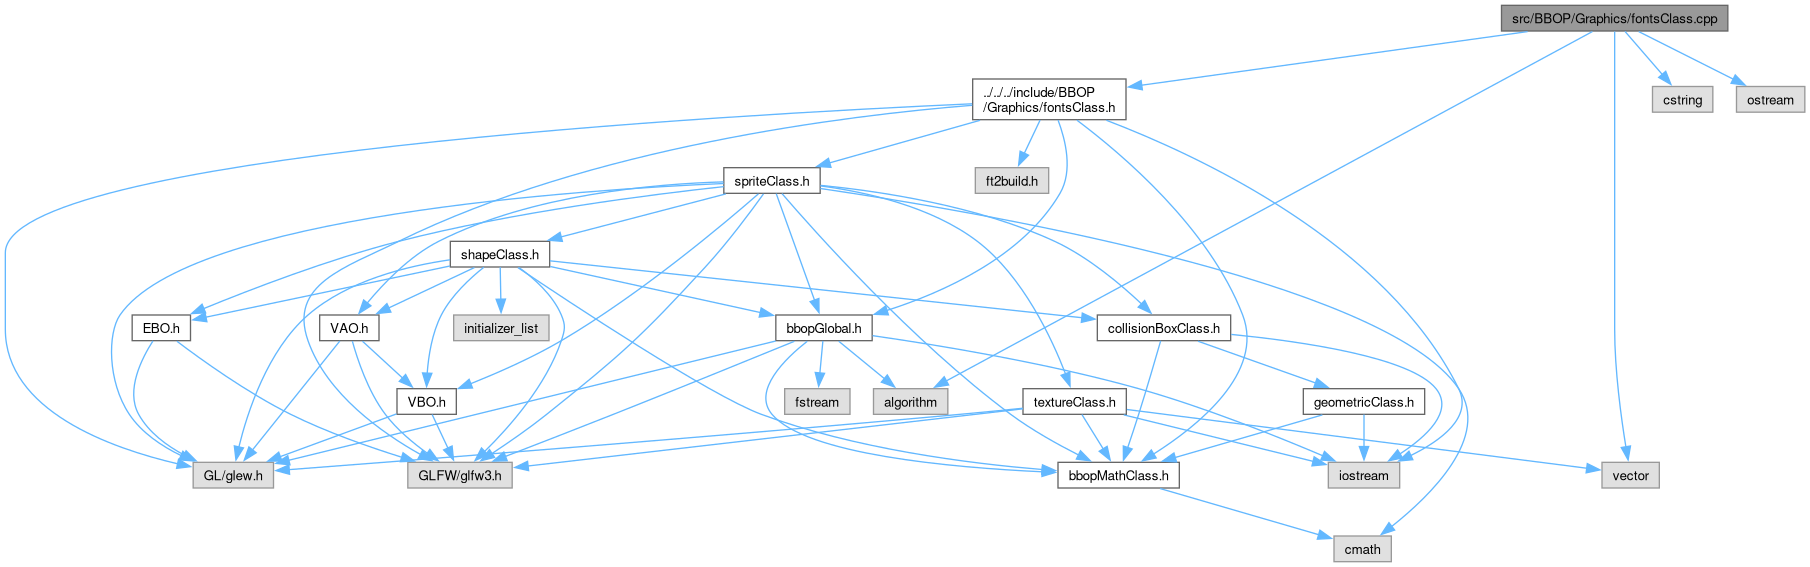 src/BBOP/Graphics/fontsClass.cpp
../../../include/BBOP
/Graphics/fontsClass.h
cstring
ostream
spriteClass.h
ft2build.h
shapeClass.h
EBO.h
VAO.h
initializer_list
bbopGlobal.h
collisionBoxClass.h
VBO.h
fstream
algorithm
textureClass.h
geometricClass.h
GL/glew.h
GLFW/glfw3.h
bbopMathClass.h
iostream
vector
cmath